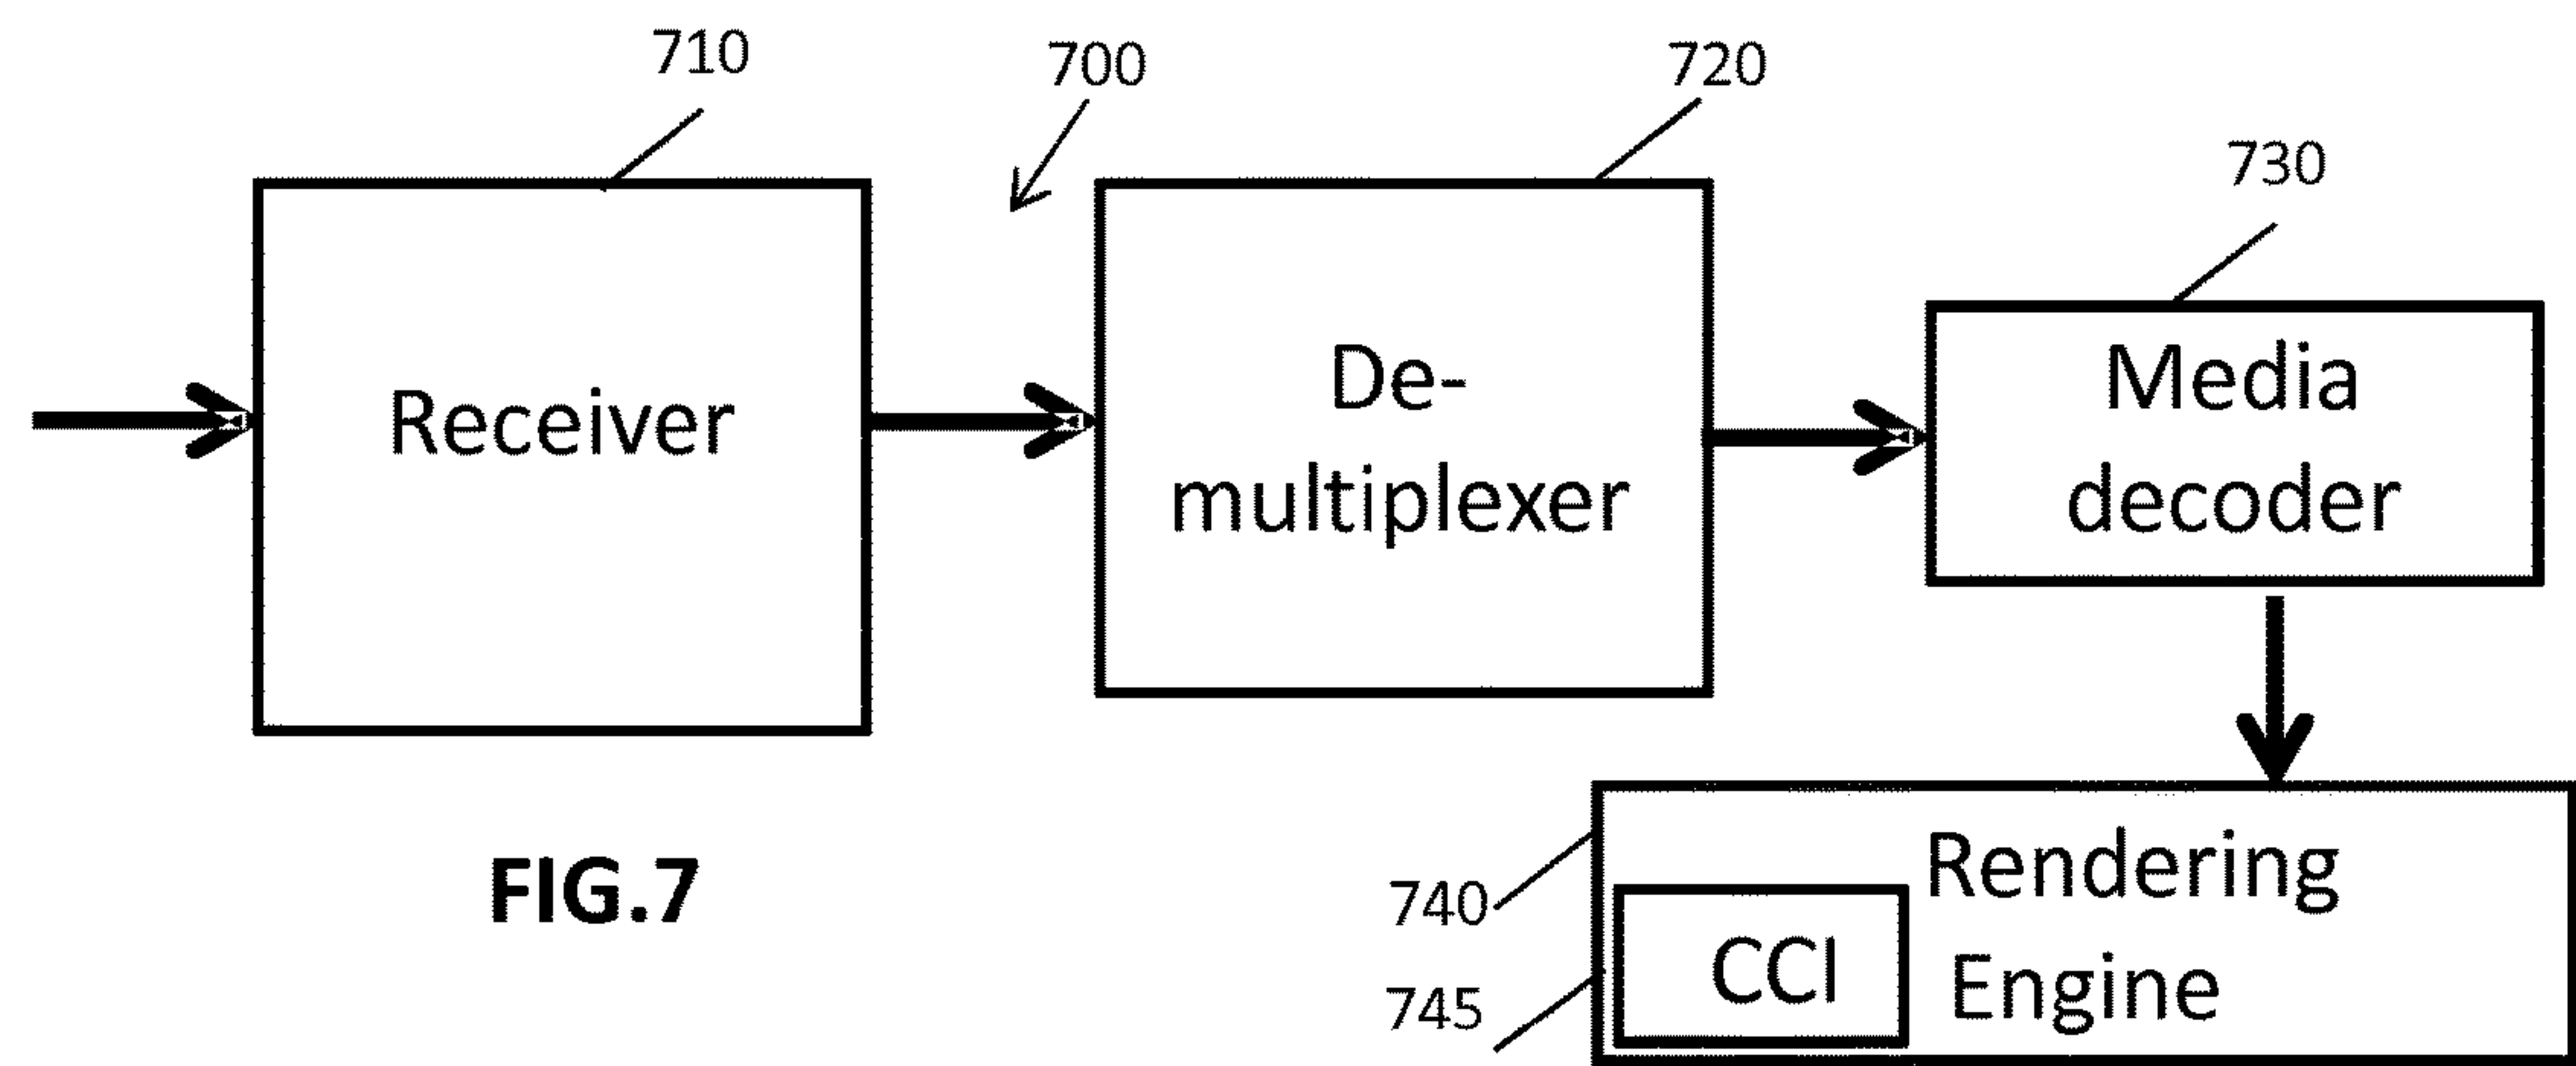 710
700
720
730
Receiver
De-
multiplexer
Media
decoder
FIG.7
740
745
CCI
Rendering
Engine